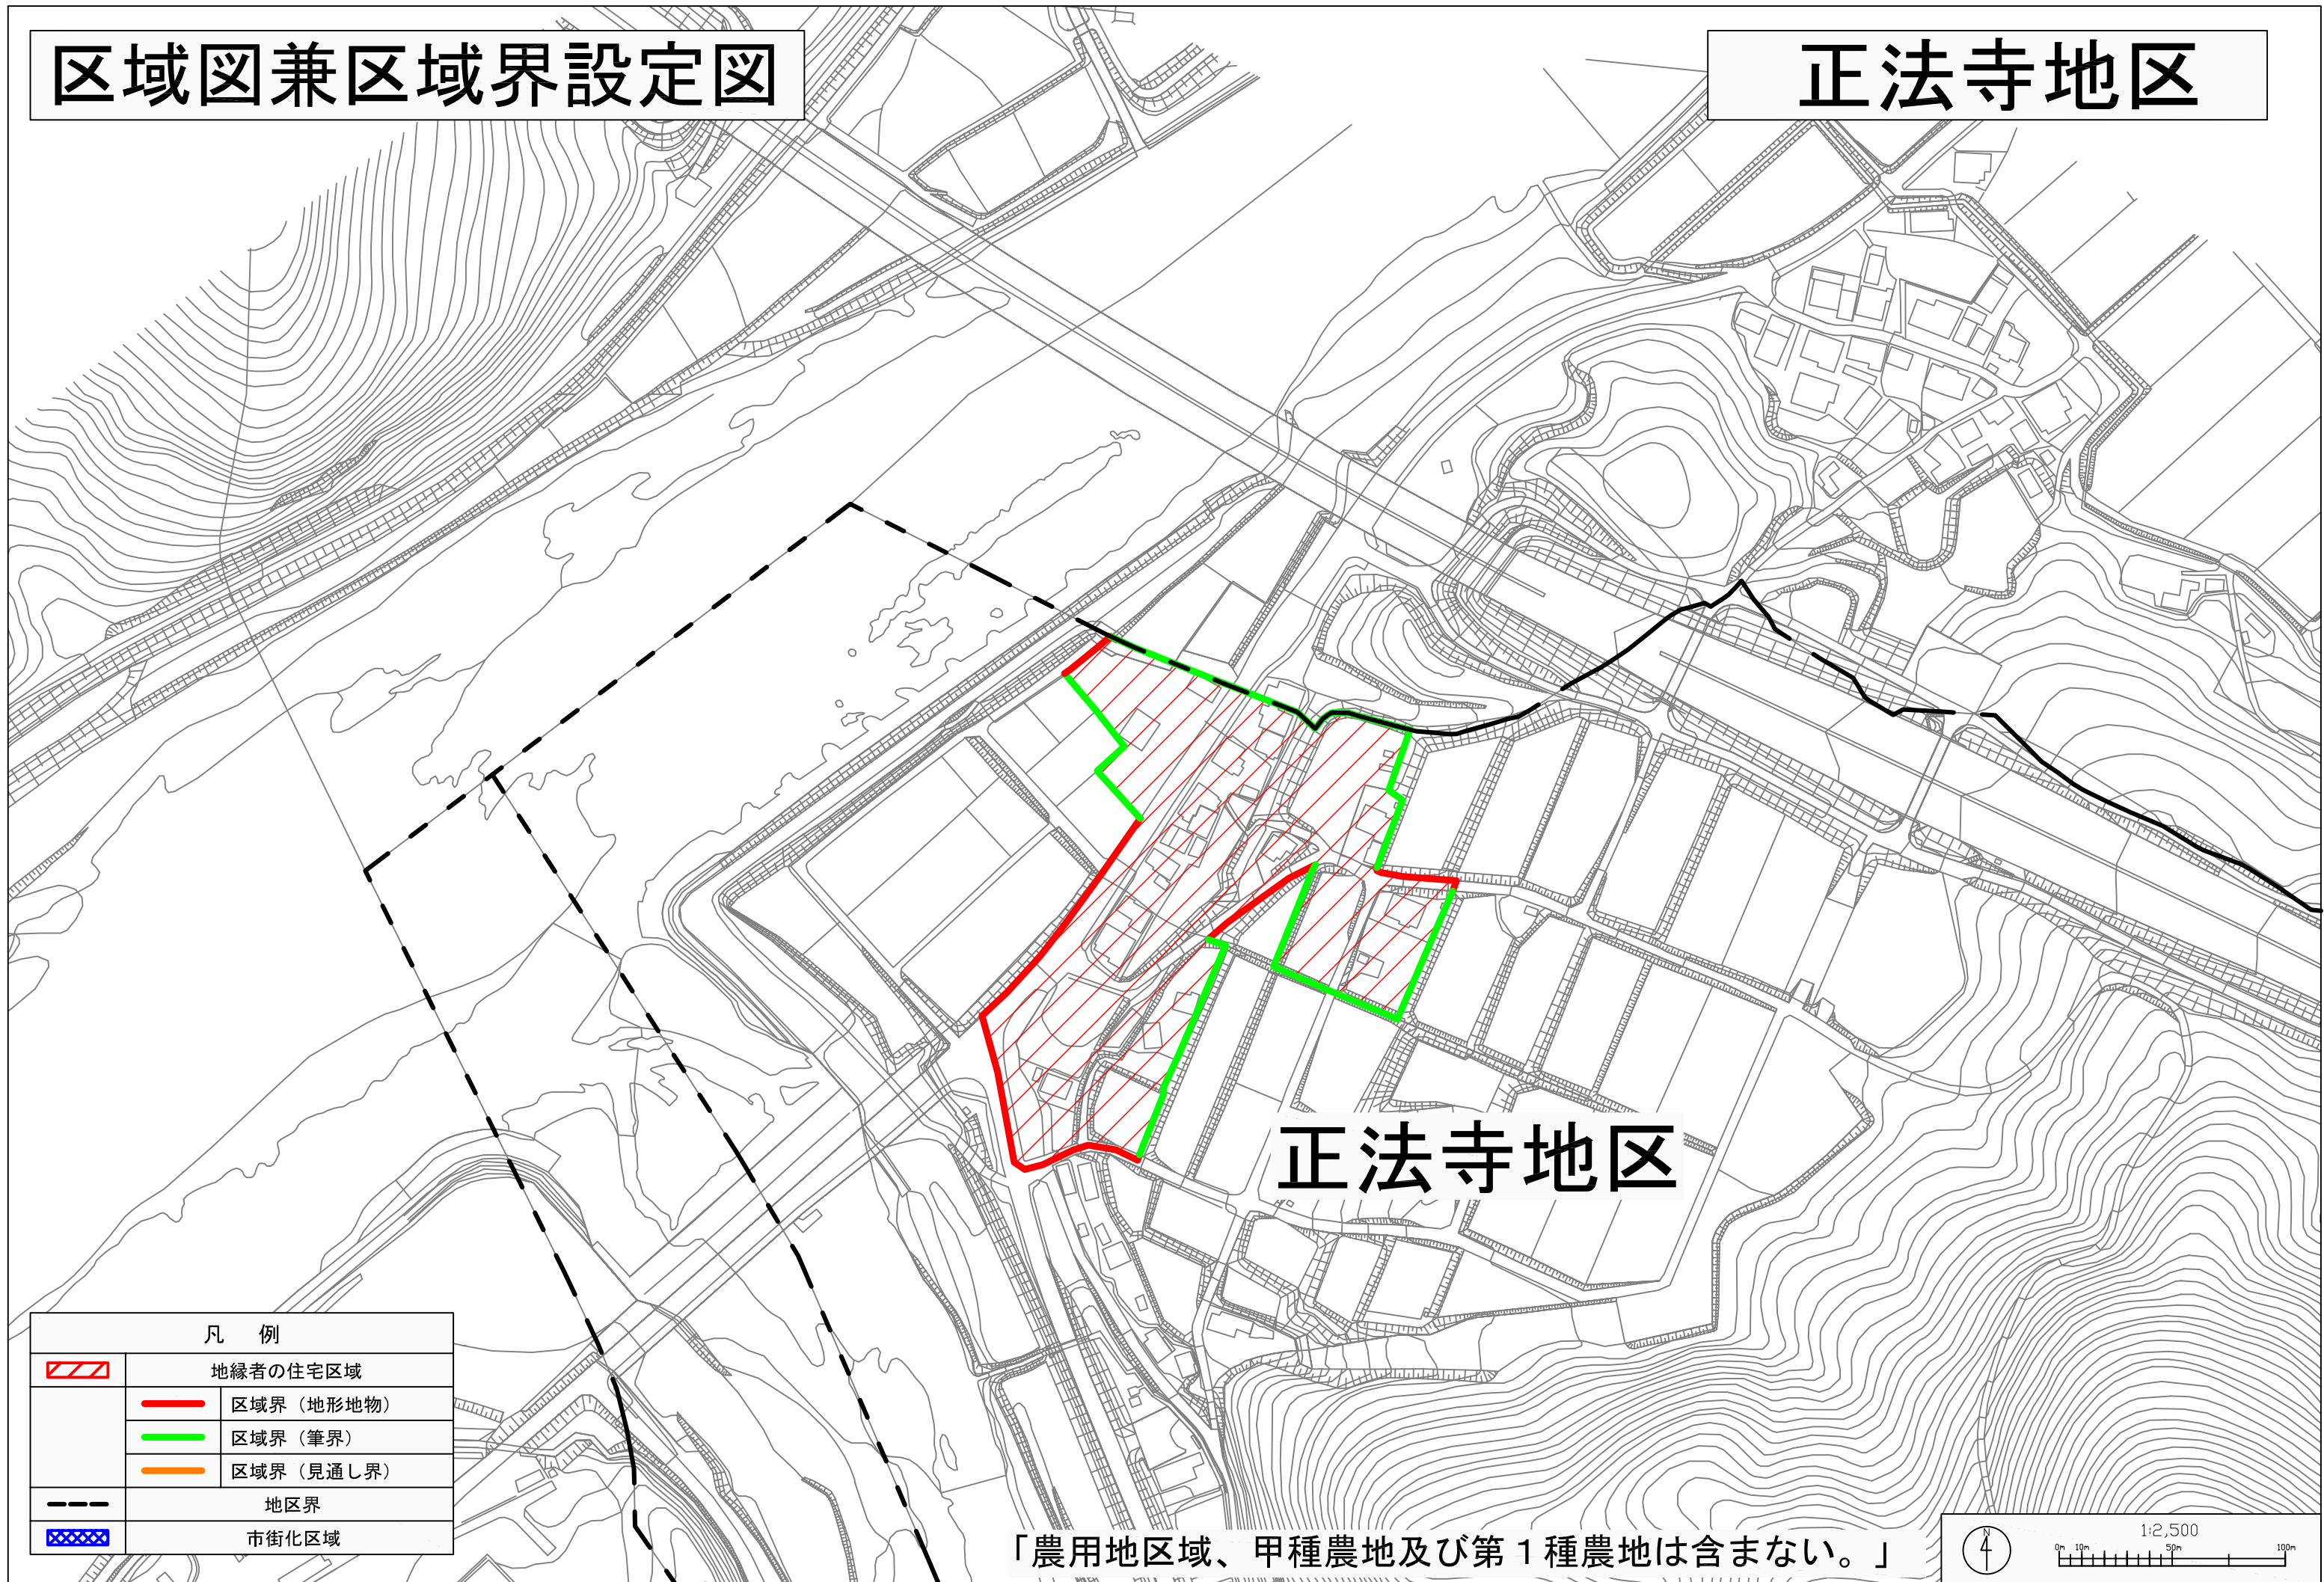 区域図兼区域界設定図
正法寺地区
正法寺地区
凡 例
地縁者の住宅区域
区域界（地形地物）
区域界（筆界）
区域界（見通し界）
地区界
市街化区域
「農用地区域、甲種農地及び第１種農地は含まない。」
N
1:2,500
0m 10m 50m 100m